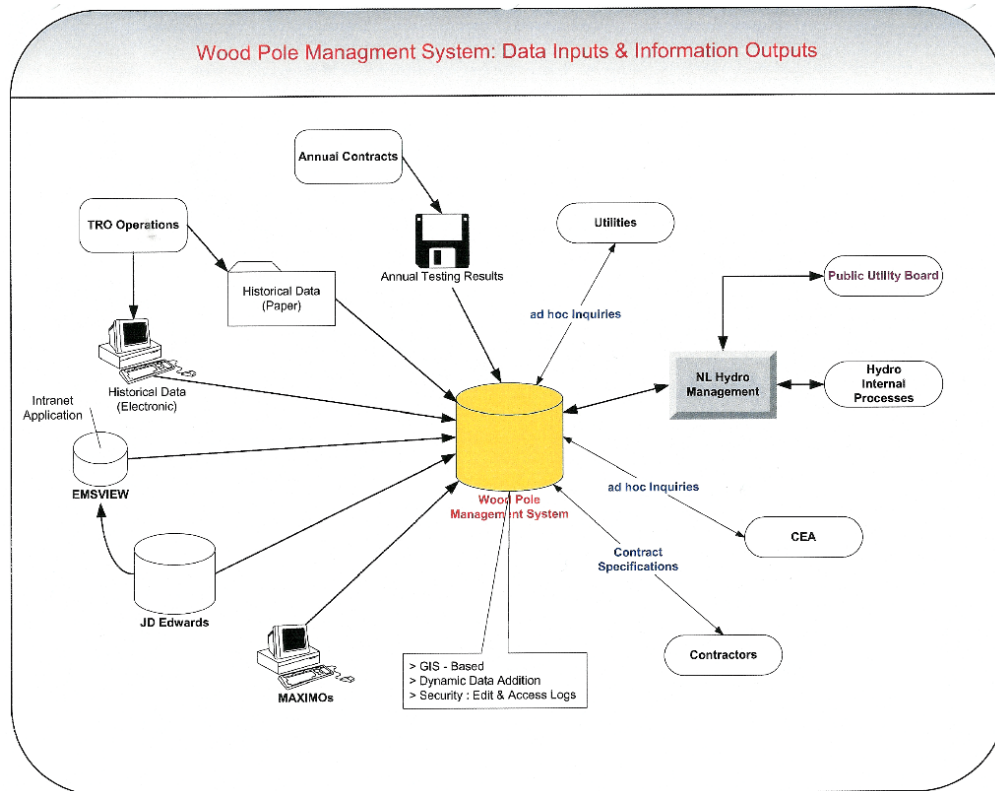 Wood Pole Managment System: Data Inputs & Information Outputs
Annual Contracts
TRO Operations
Utilities
Annual Testing Results
Historical Data
(Paper)
Public Utility Board
ad hoc Inquiries
NL Hydro
Management
Hydro
Internal
Processes
Historical Data
(Electronic)
Intranet
Application
EMSVIEW
Wood Pole
Management System
ad hoc Inquiries
CEA
Contract
Specifications
JD Edwards
Contractors
MAXIMOs
> GIS - Based
> Dynamic Data Addition
> Security : Edit & Access Logs